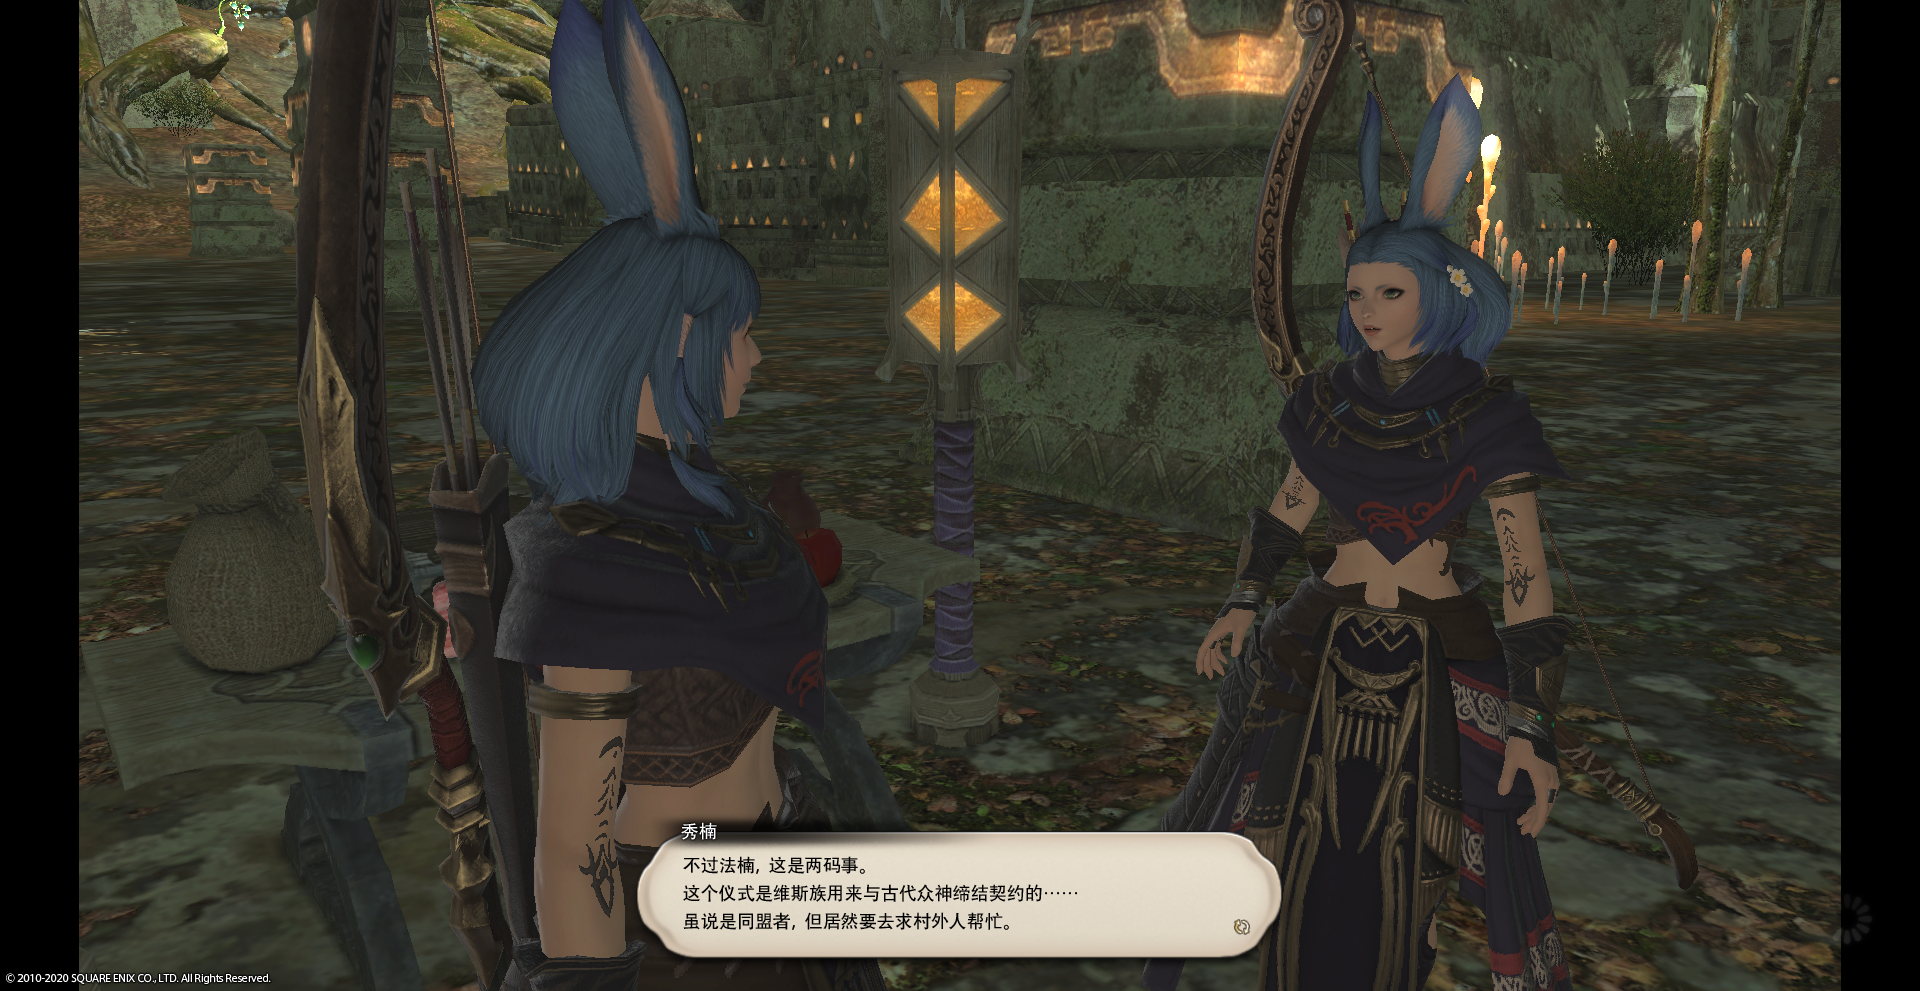 秀楠
不过法楠，这是两码事。
这个仪式是维斯族用来与古代众神缔结契约的……
虽说是同盟者，但居然要去求村外人帮忙。
© 2010-2020 SQUARE ENIX CO., LTD. All Rights Reserved.